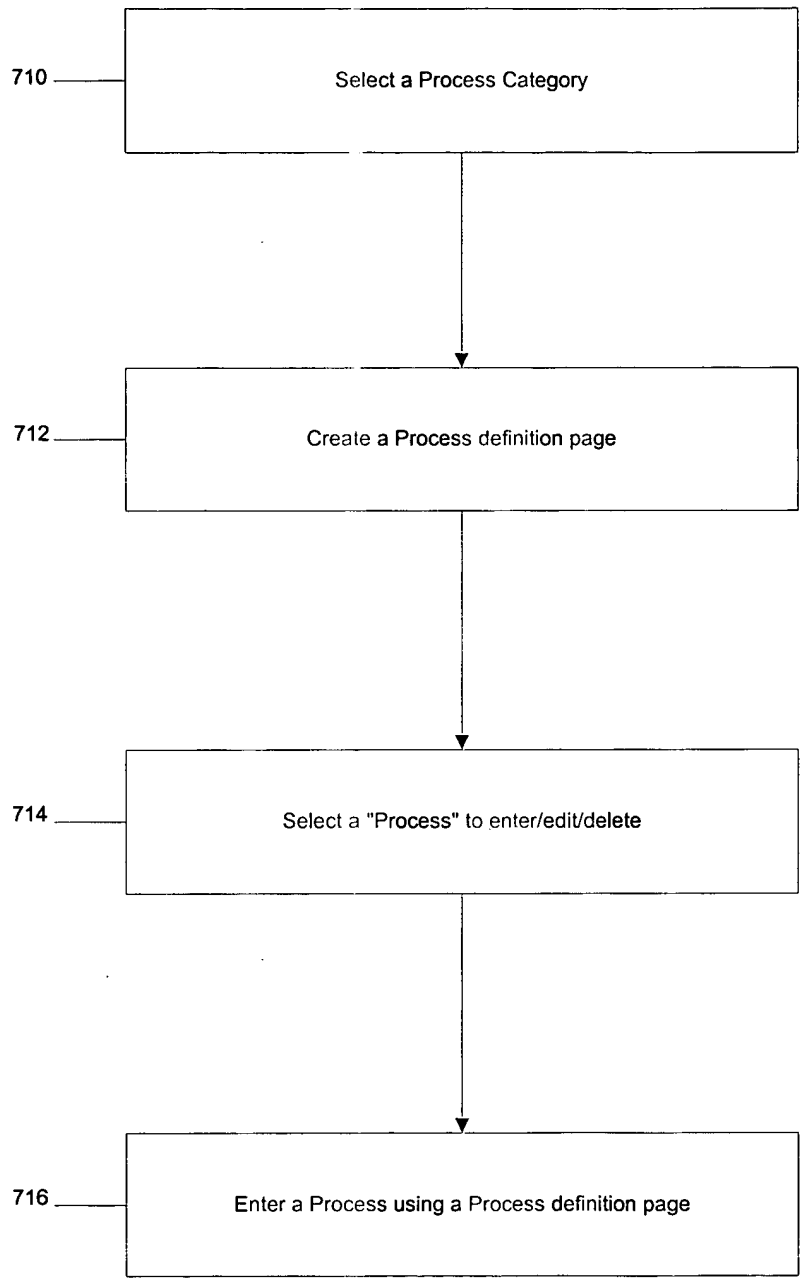 710
Select a Process Category
712
Create a Process definition page
714
Select a "Process" to enter/edit/delete
716
Enter a Process using a Process definition page